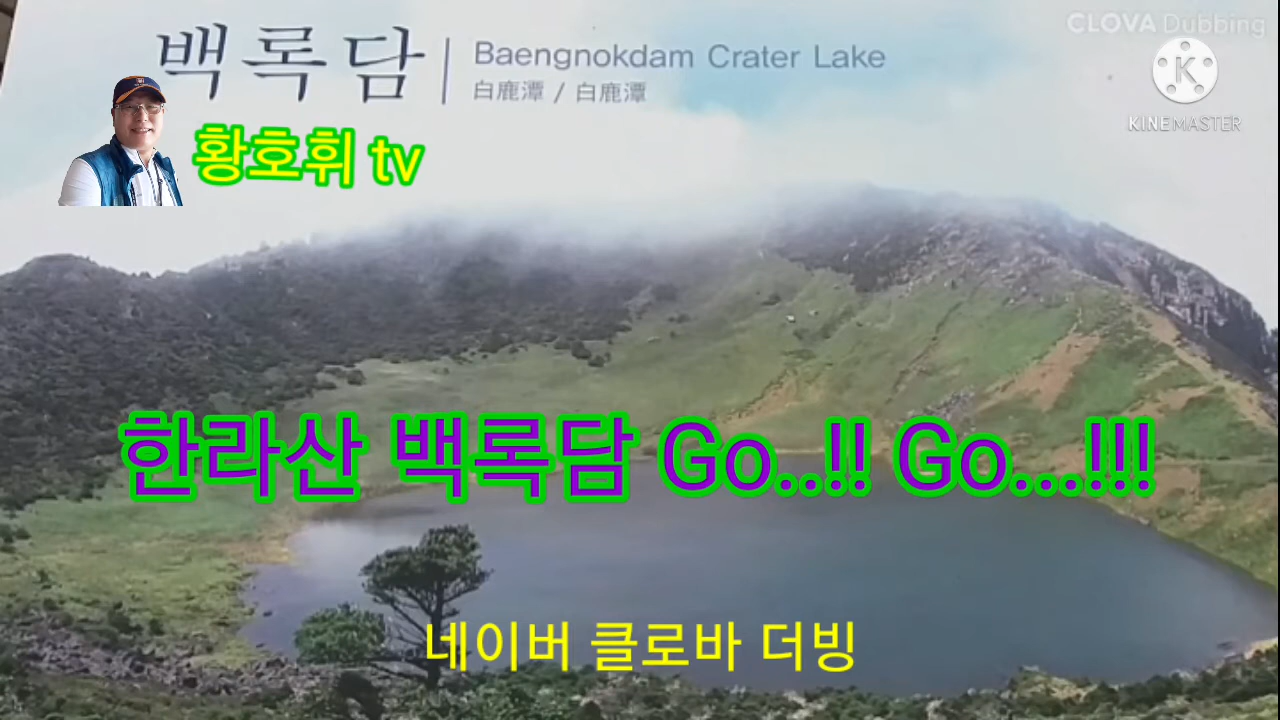 CLOVA Dubbing
백록담 | Baengnokdam Crater Lake
白鹿潭 / 白鹿潭
K
KINEMASTER
황호휘 tv
한라산 백록담 Go..!! Go...!!!
네이버 클로바 더빙